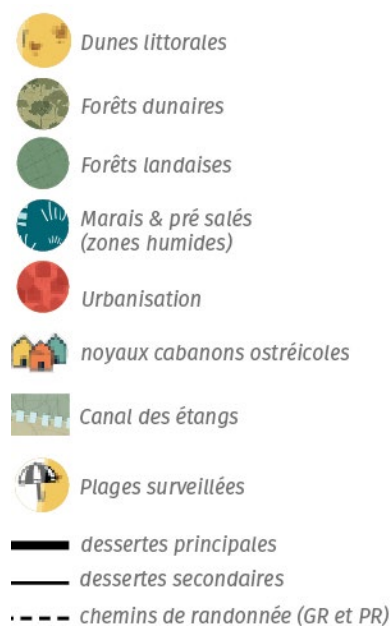 Dunes littorales
Forêts dunaires
Forêts landaises
Marais & pré salés
(zones humides)
Urbanisation
noyaux cabanons ostréicoles
Canal des étangs
Plages surveillées
dessertes principales
dessertes secondaires
chemins de randonnée (GR et PR)